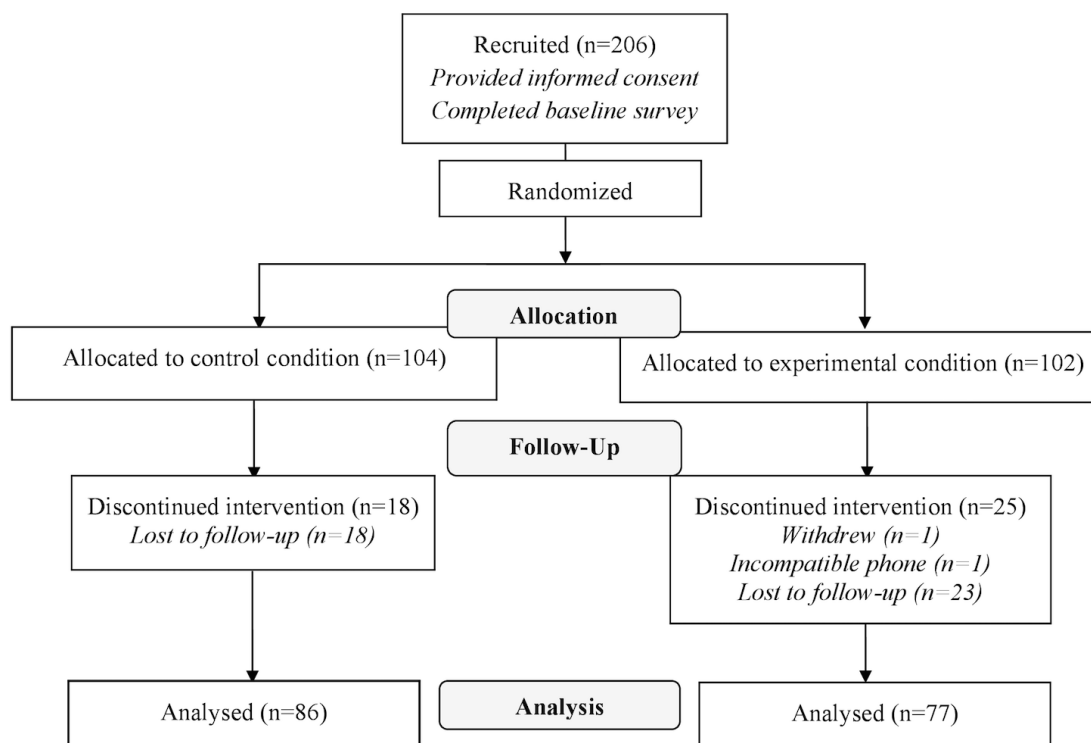 Recruited (n=206)
Provided informed consent
Completed baseline survey
Randomized
Allocation
Allocated to control condition (n=104)
Allocated to experimental condition (n=102)
Follow-Up
Discontinued intervention (n=18)
Lost to follow-up (n=18)
Discontinued intervention (n=25)
Withdrew (n=1)
Incompatible phone (n=1)
Lost to follow-up (n=23)
Analysis
Analysed (n=86)
Analysed (n=77)